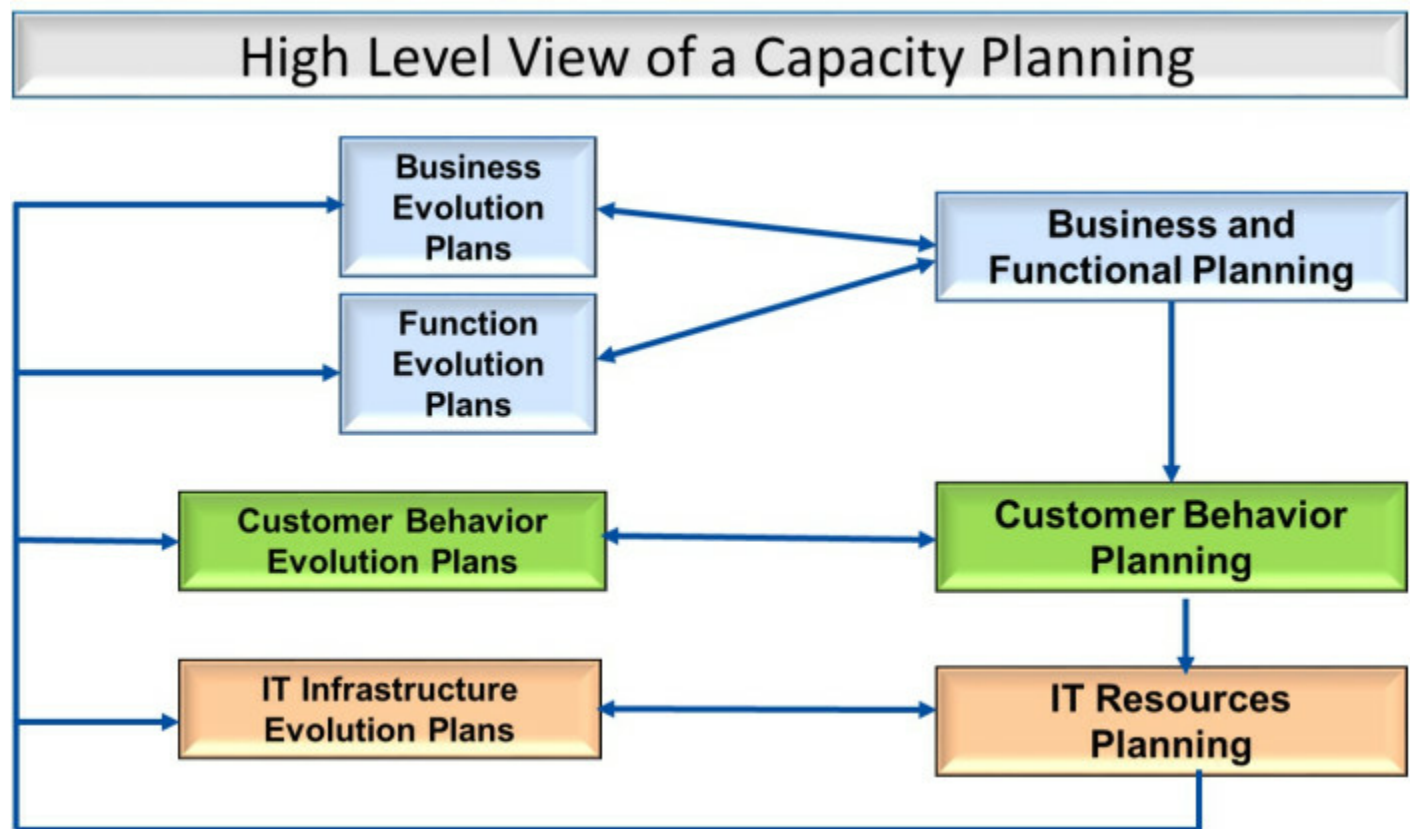 High Level View of a Capacity Planning
Business
Evolution
Plans
Business and
Functional Planning
Function
Evolution
Plans
Customer Behavior
Evolution Plans
Customer Behavior
Planning
IT Infrastructure
Evolution Plans
IT Resources
Planning